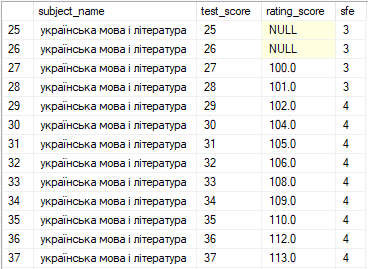 subject_name test_score rating_score sfe
25 українська мова і література 25 NULL 3
26 українська мова і література 26 NULL 3
27 українська мова і література 27 100.0 3
28 українська мова і література 28 101.0 3
29 українська мова і література 29 102.0 4
30 українська мова і література 30 104.0 4
31 українська мова і література 31 105.0 4
32 українська мова і література 32 106.0 4
33 українська мова і література 33 108.0 4
34 українська мова і література 34 109.0 4
35 українська мова і література 35 110.0 4
36 українська мова і література 36 112.0 4
37 українська мова і література 37 113.0 4